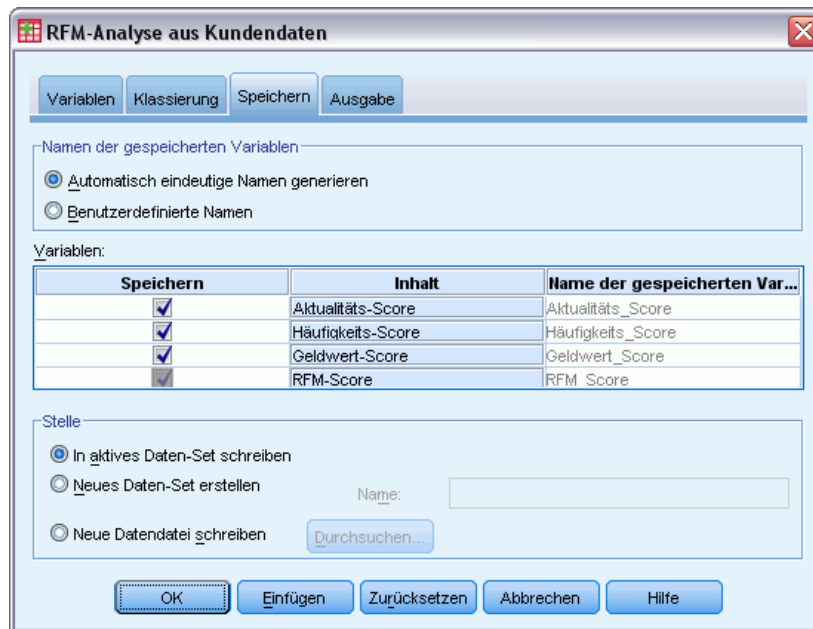 RFM-Analyse aus Kundendaten
Variablen Klassierung Speichern Ausgabe
Namen der gespeicherten Variablen
Automatisch eindeutige Namen generieren
Benutzerdefinierte Namen
Variablen:
Speichern Inhalt Name der gespeicherten Var...
Aktualitäts-Score Aktualitäts_Score
Häufigkeits-Score Häufigkeits_Score
Geldwert-Score Geldwert_Score
RFM-Score RFM_Score
Stelle
In aktives Daten-Set schreiben
Neues Daten-Set erstellen
Name:
Neue Datendatei schreiben Durchsuchen...
OK Einfügen Zurücksetzen Abbrechen Hilfe